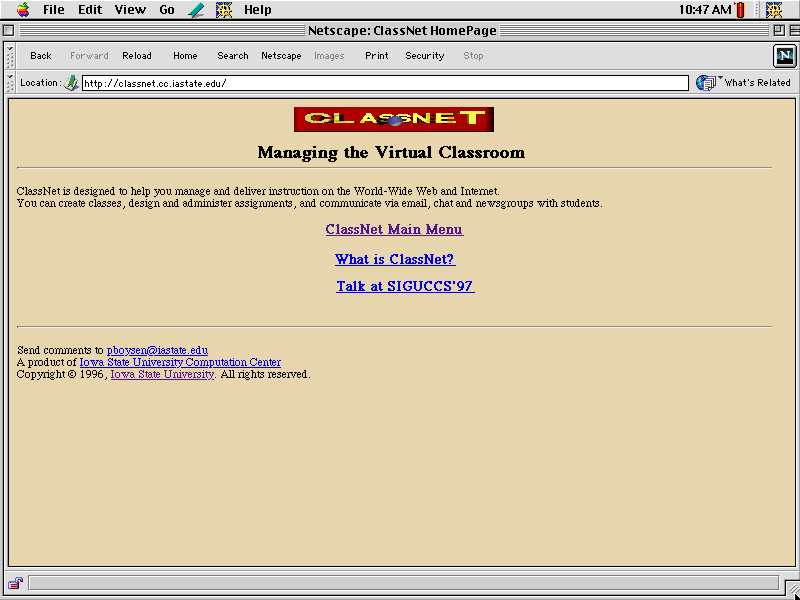 File Edit View Go Help 10:47 AM
Netscape: ClassNet HomePage
Back Forward Reload Home Search Netscape Images Print Security Stop
N
Location: http://classnet.cc.iastate.edu/ What's Related
CLASSNET
Managing the Virtual Classroom
ClassNet is designed to help you manage and deliver instruction on the World-Wide Web and Internet.
You can create classes, design and administer assignments, and communicate via email, chat and newsgroups with students.
ClassNet Main Menu
What is ClassNet?
Talk at SIGUCCS'97
Send comments to pboysen@iastate.edu
A product of Iowa State University Computation Center
Copyright © 1996, Iowa State University. All rights reserved.